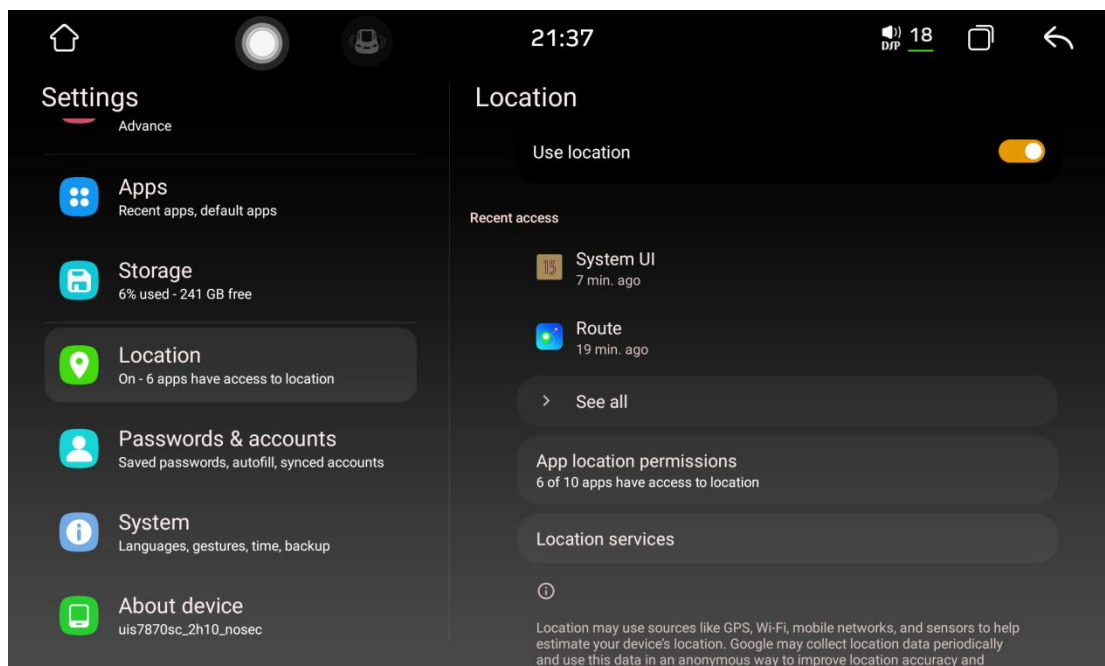 21:37
DSP 18
Settings
Advance
Apps
Recent apps, default apps
Storage
6% used - 241 GB free
Location
On - 6 apps have access to location
Passwords & accounts
Saved passwords, autofill, synced accounts
System
Languages, gestures, time, backup
About device
uis7870sc_2h10_nosec
Location
Use location
Recent access
13
System UI
7 min. ago
Route
19 min. ago
See all
App location permissions
6 of 10 apps have access to location
Location services
Location may use sources like GPS, Wi-Fi, mobile networks, and sensors to help
estimate your device's location. Google may collect location data periodically
and use this data in an anonymous way to improve location accuracy and